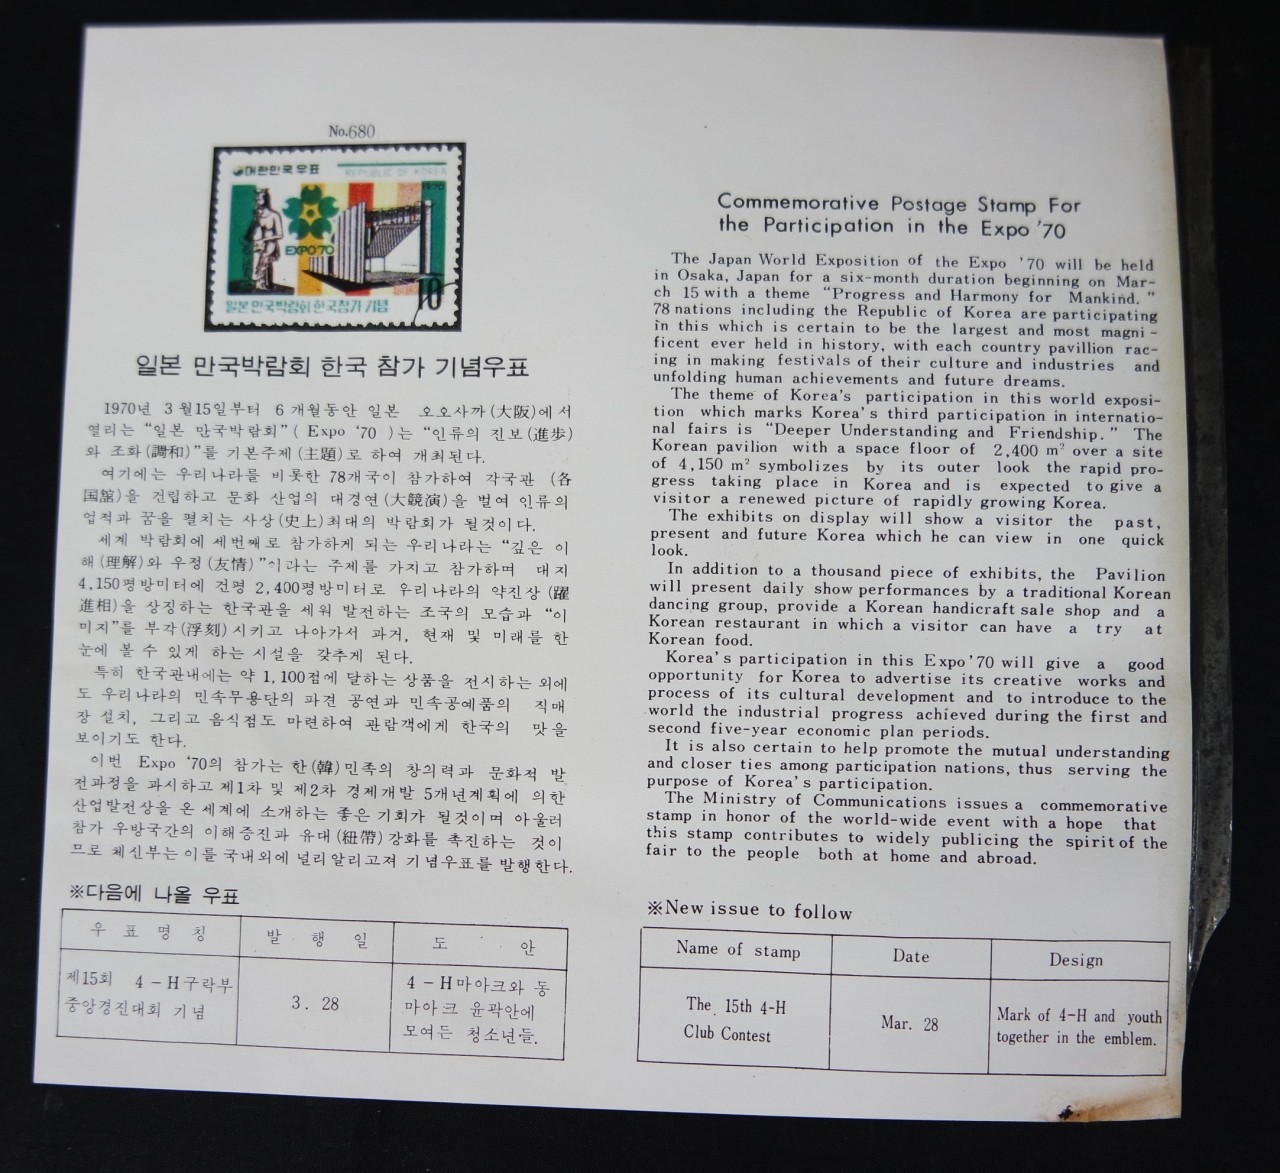 No.680
대한민국우표
REPUBLIC OF KOREA
1970
EXPO'70
10
일본만국박람회한국참가기념
일본 만국박람회 한국 참가 기념우표
1970년 3월15일부터 6개월동안 일본 오오사까(大阪)에서
열리는 “일본 만국박람회”( Expo ‘70 )는 “인류의 진보(進歩)
와 조화(調和)”를 기본주제(主題)로 하여 개최된다.
여기에는 우리나라를 비롯한 78개국이 참가하여 각국관 (各
国舘)을 건립하고 문화 산업의 대경연(大競演)을 벌여 인류의
업적과 꿈을 펼치는 사상(史上)최대의 박람회가 될것이다.
세계 박람회에 세번째로 참가하게 되는 우리나라는 “깊은 이
해(理解)와 우정(友情)”이라는 주제를 가지고 참가하며 대지
4,150평방미터에 건평 2,400평방미터로 우리나라의 약진상(躍
進相)을 상징하는 한국관을 세워 발전하는 조국의 모습과 “이
미지”를 부각(浮刻)시키고 나아가서 과거, 현재 및 미래를 한
눈에 볼 수 있게 하는 시설을 갖추게 된다.
특히 한국관내에는 약 1,100점에 달하는 상품을 전시하는 외에
도 우리나라의 민속무용단의 파견 공연과 민속공예품의 직매
장 설치, 그리고 음식점도 마련하여 관람객에게 한국의 맛을
보이기도 한다.
이번 Expo ‘70의 참가는 한(韓)민족의 창의력과 문화적 발
전과정을 과시하고 제1차 및 제2차 경제개발 5개년계획에 의한
산업발전상을 온 세계에 소개하는 좋은 기회가 될것이며 아울러
참가 우방국간의 이해증진과 유대(紐帶)강화를 촉진하는 것이
므로 체신부는 이를 국내외에 널리알리고져 기념우표를 발행한다.
※다음에 나올 우표
우 표 명 칭 발 행 일 도 안
제15회 4-H구락부
중앙경진대회 기념
3. 28
4-H마아크와 동
마아크 윤곽안에
모여든 청소년들.
Commemorative Postage Stamp For
the Participation in the Expo '70
The Japan World Exposition of the Expo '70 will be held
in Osaka, Japan for a six-month duration beginning on Mar-
ch 15 with a theme “Progress and Harmony for Mankind.”
78 nations including the Republic of Korea are participating
in this which is certain to be the largest and most magni-
ficent ever held in history, with each country pavillion rac-
ing in making festivals of their culture and industries and
unfolding human achievements and future dreams.
The theme of Korea's participation in this world exposi-
tion which marks Korea's third participation in internatio-
nal fairs is “Deeper Understanding and Friendship.” The
Korean pavilion with a space floor of 2,400 m² over a site
of 4,150 m² symbolizes by its outer look the rapid pro-
gress taking place in Korea and is expected to give a
visitor a renewed picture of rapidly growing Korea.
The exhibits on display will show a visitor the past,
present and future Korea which he can view in one quick
look.
In addition to a thousand piece of exhibits, the Pavilion
will present daily show performances by a traditional Korean
dancing group, provide a Korean handicraft sale shop and a
Korean restaurant in which a visitor can have a try at
Korean food.
Korea's participation in this Expo'70 will give a good
opportunity for Korea to advertise its creative works and
process of its cultural development and to introduce to the
world the industrial progress achieved during the first and
second five-year economic plan periods.
It is also certain to help promote the mutual understanding
and closer ties among participation nations, thus serving the
purpose of Korea's participation.
The Ministry of Communications issues a commemorative
stamp in honor of the world-wide event with a hope that
this stamp contributes to widely publicing the spirit of the
fair to the people both at home and abroad.
※New issue to follow
Name of stamp Date Design
The 15th 4-H
Club Contest
Mar. 28
Mark of 4-H and youth
together in the emblem.